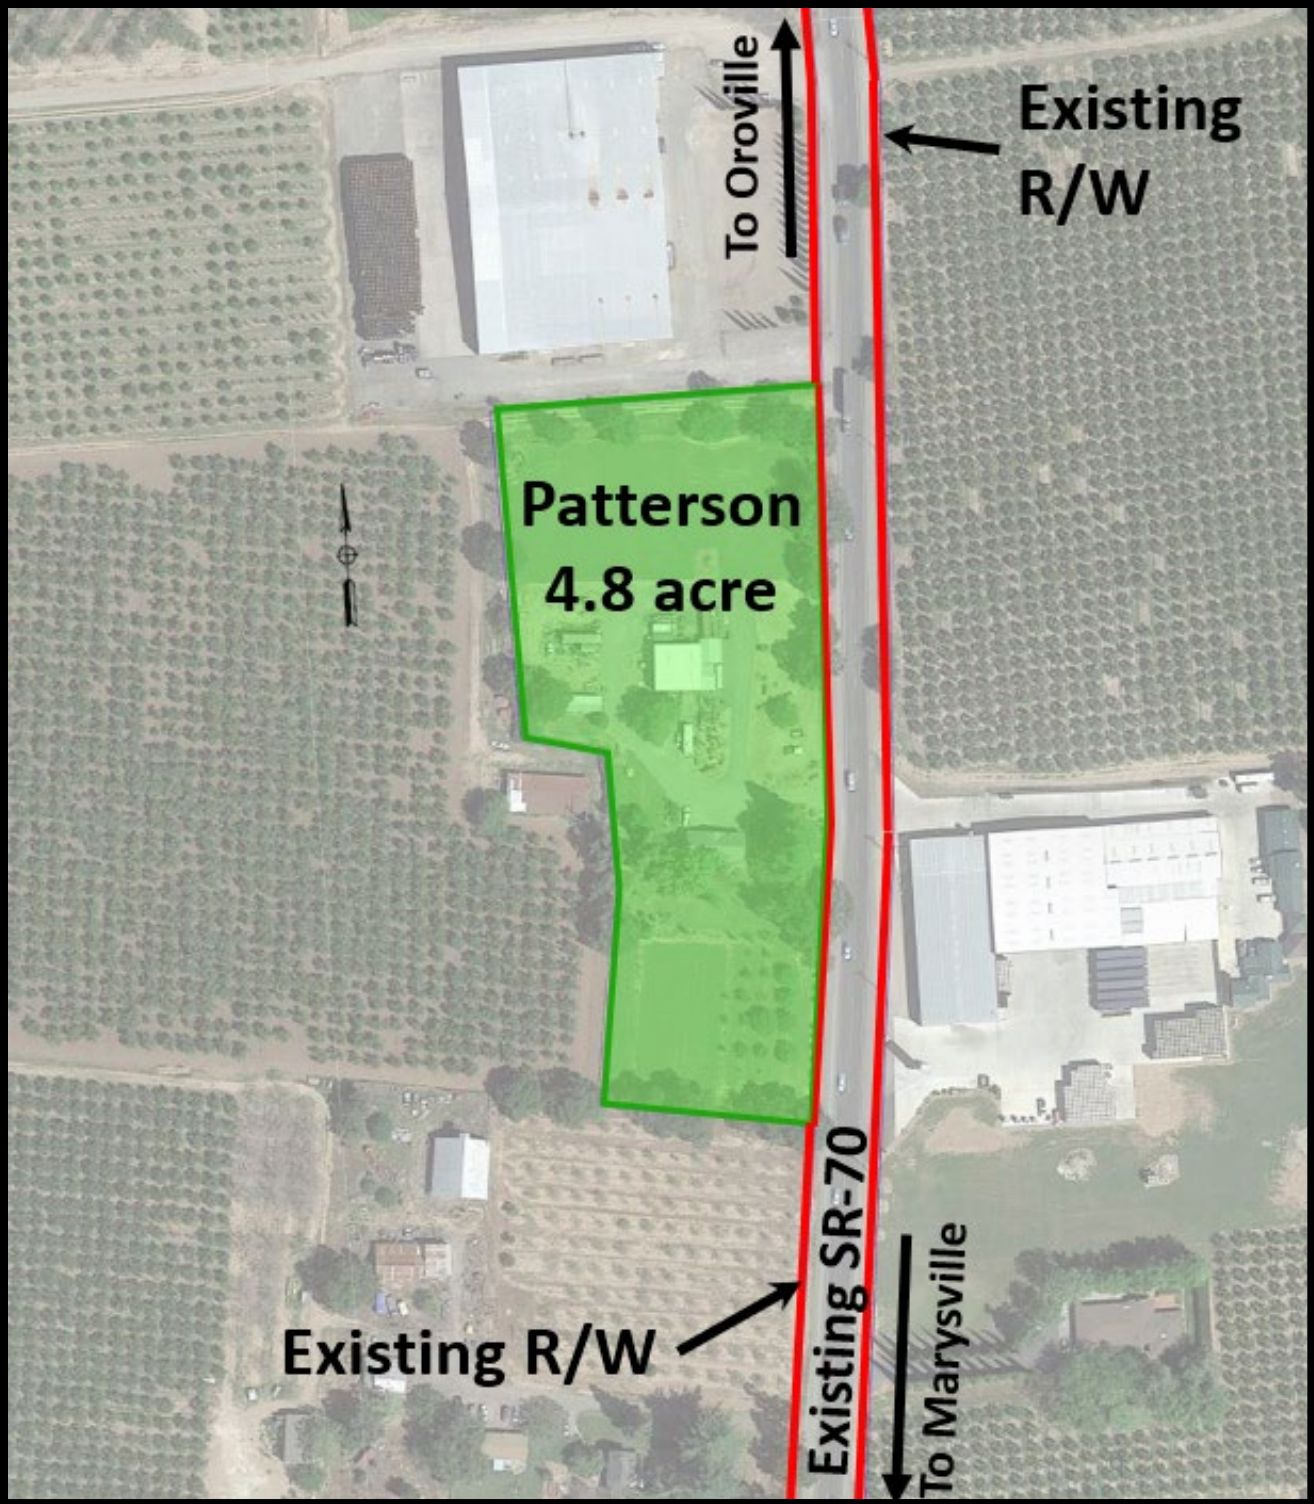 To Oroville
Existing
R/W
Patterson
4.8 acre
Existing SR-70
To Marysville
Existing R/W